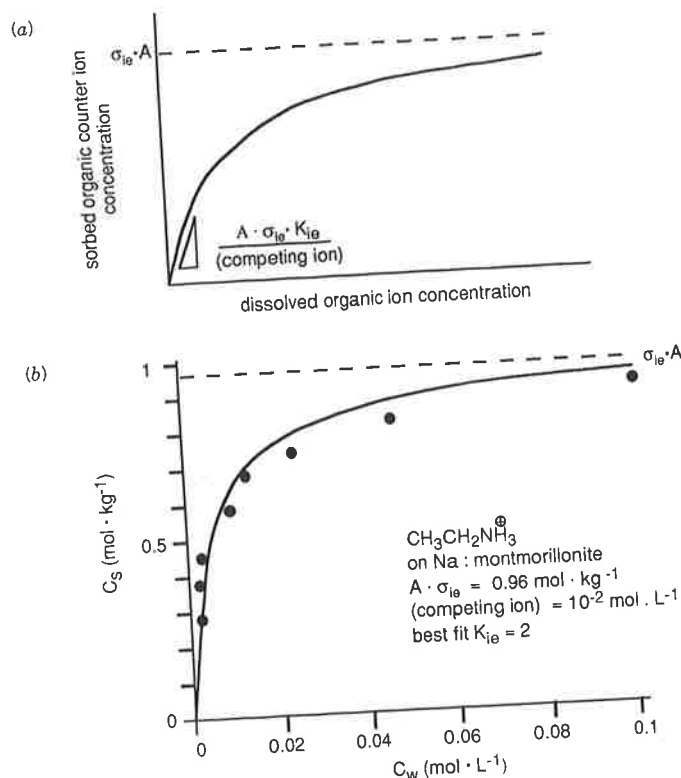 (a)
σie·A
sorbed organic counter ion
concentration
A · σie · Kie
(competing ion)
dissolved organic ion concentration
(b)
1
σie·A
Cs (mol · kg-1)
0.5
CH3CH2NH3⊕
on Na : montmorillonite
A · σie = 0.96 mol · kg-1
(competing ion) = 10-2 mol . L-1
best fit Kie = 2
0
0 0.02 0.04 0.06 0.08 0.1
Cw (mol · L-1)